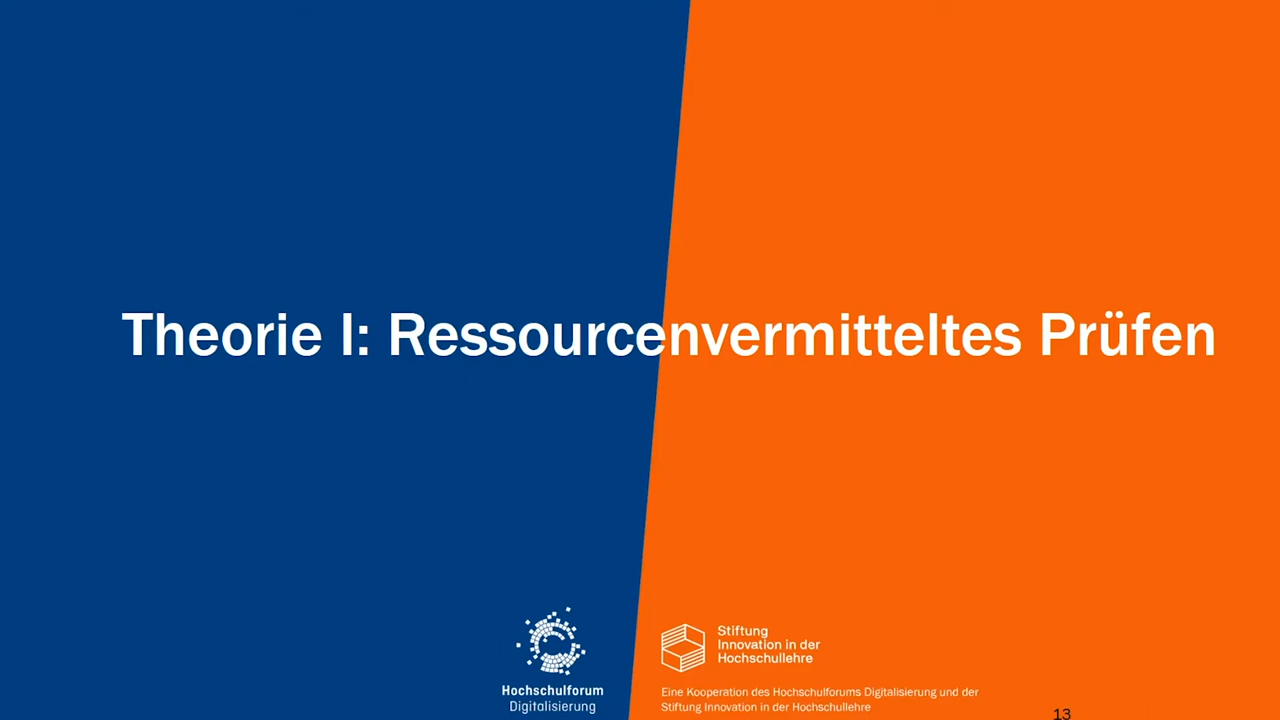 Theorie I: Ressourcenvermitteltes Prüfen
Hochschulforum
Digitalisierung
Stiftung
Innovation in der
Hochschullehre
Eine Kooperation des Hochschulforums Digitalisierung und der
Stiftung Innovation in der Hochschullehre
13